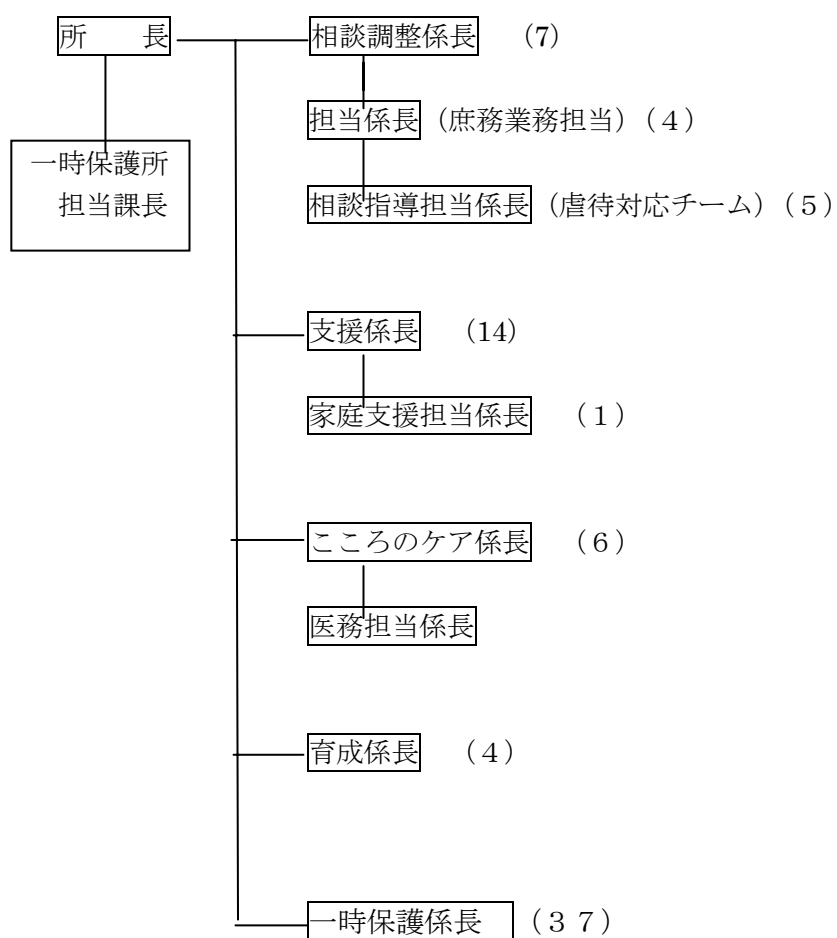 所　　長
相談調整係長　(7)
担当係長（庶務業務担当）（４）
一時保護所
担当課長
相談指導担当係長（虐待対応チーム）（５）
支援係長　(14)
家庭支援担当係長　（１）
こころのケア係長　（６）
医務担当係長
育成係長　（４）
一時保護係長　（３７）